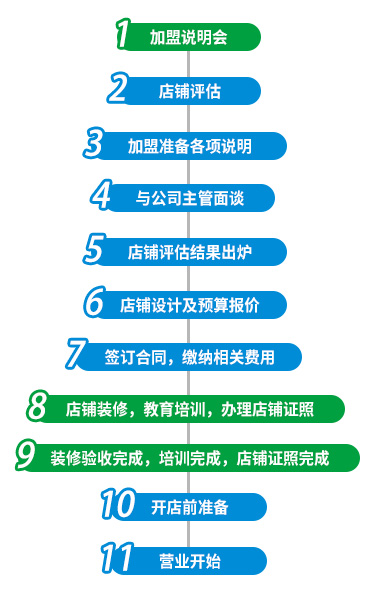 1 加盟说明会
2 店铺评估
3 加盟准备各项说明
4 与公司主管面谈
5 店铺评估结果出炉
6 店铺设计及预算报价
7 签订合同，缴纳相关费用
8 店铺装修，教育培训，办理店铺证照
9 装修验收完成，培训完成，店铺证照完成
10 开店前准备
11 营业开始